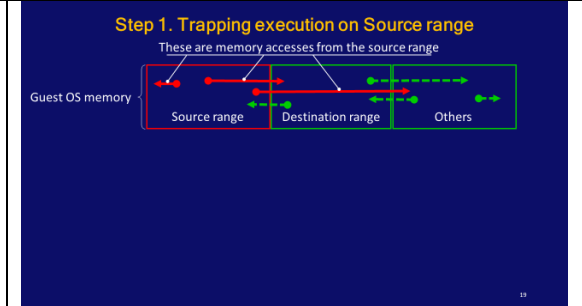 Step 1. Trapping execution on Source range
These are memory accesses from the source range
Guest OS memory
Source range
Destination range
Others
19